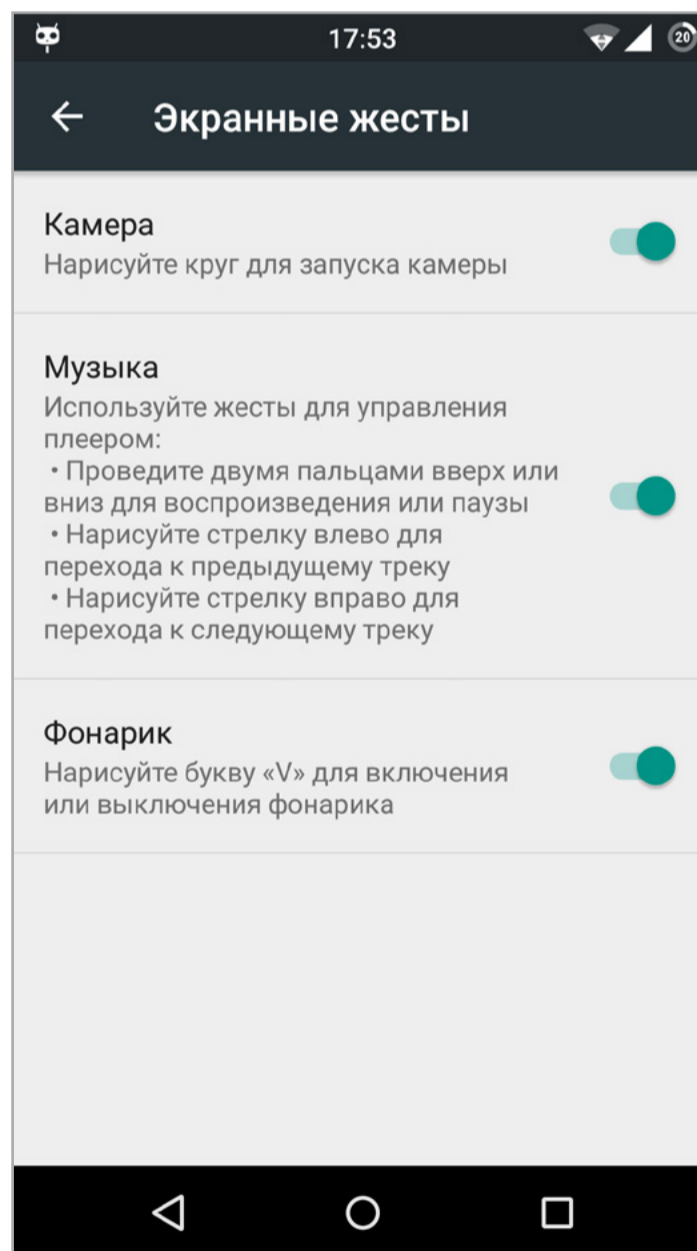 17:53
20
Экранные жесты
Камера
Нарисуйте круг для запуска камеры
Музыка
Используйте жесты для управления
плеером:
• Проведите двумя пальцами вверх или
вниз для воспроизведения или паузы
• Нарисуйте стрелку влево для
перехода к предыдущему треку
• Нарисуйте стрелку вправо для
перехода к следующему треку
Фонарик
Нарисуйте букву «V» для включения
или выключения фонарика